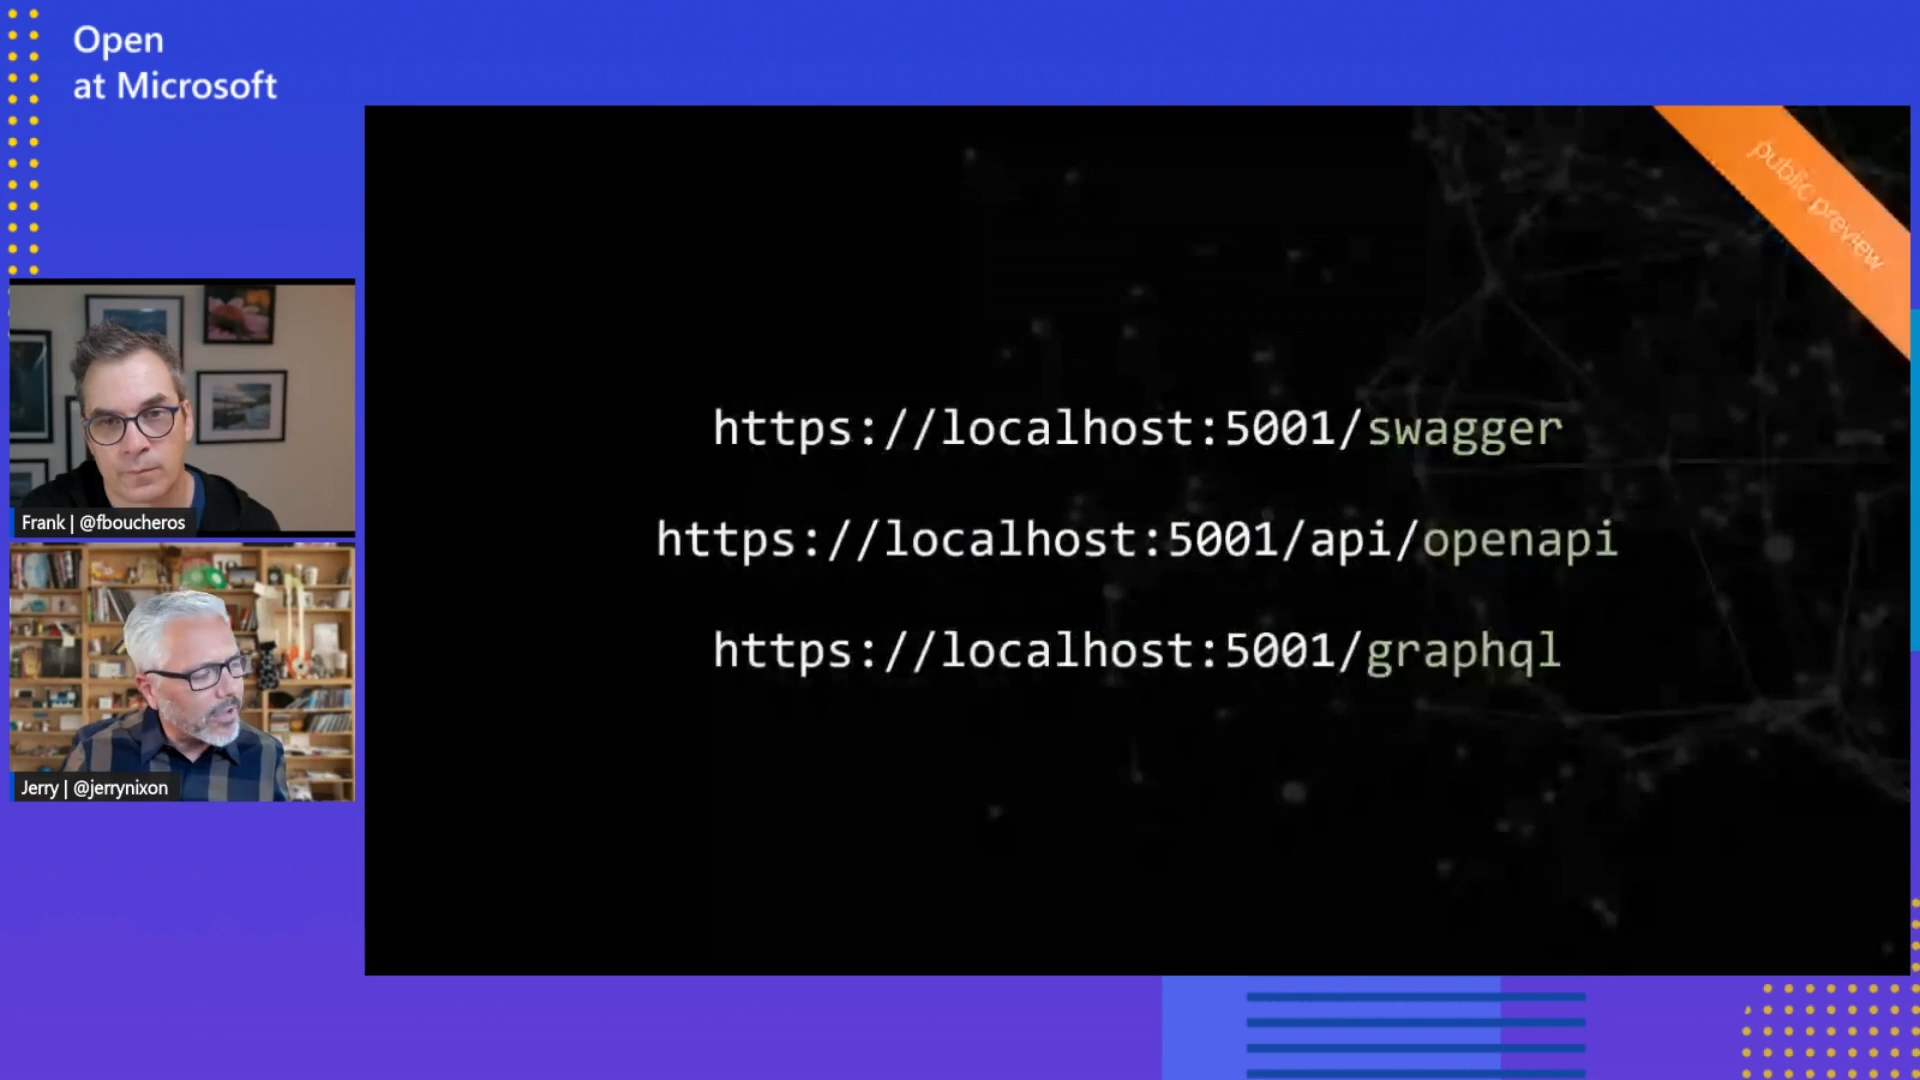 Open
at Microsoft
public preview
https://localhost:5001/swagger
https://localhost:5001/api/openapi
https://localhost:5001/graphql
Frank | @fboucheros
Jerry | @jerrynixon